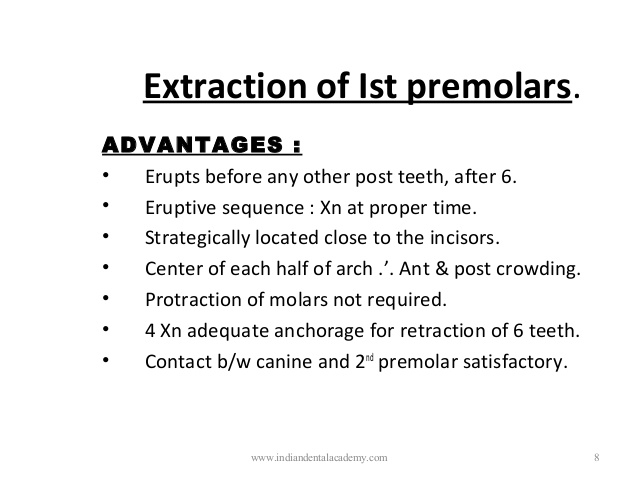 Extraction of Ist premolars.
ADVANTAGES :
• Erupts before any other post teeth, after 6.
• Eruptive sequence : Xn at proper time.
• Strategically located close to the incisors.
• Center of each half of arch .’. Ant & post crowding.
• Protraction of molars not required.
• 4 Xn adequate anchorage for retraction of 6 teeth.
• Contact b/w canine and 2nd premolar satisfactory.
www.indiandentalacademy.com 8